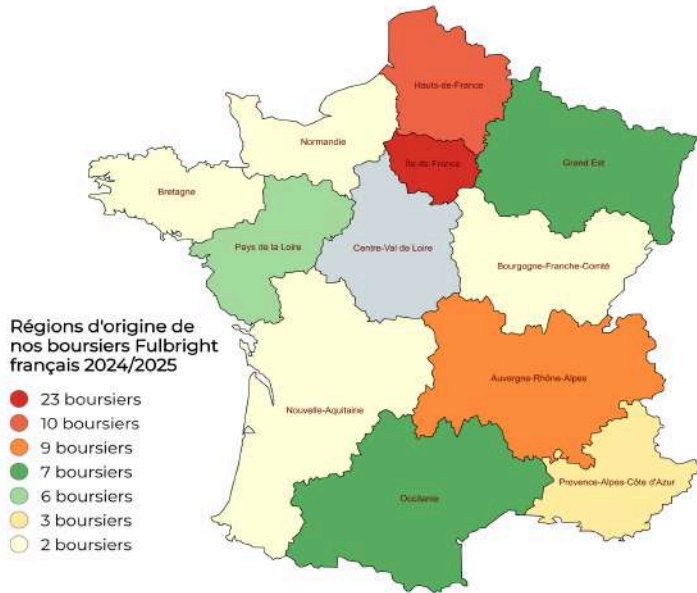 Hauts-de-France
Normandie
Île-de-France
Grand Est
Bretagne
Pays de la Loire
Centre-Val de Loire
Bourgogne-Franche-Comté
Régions d'origine de
nos boursiers Fulbright
français 2024/2025
23 boursiers
10 boursiers
9 boursiers
7 boursiers
6 boursiers
3 boursiers
2 boursiers
Auvergne-Rhône-Alpes
Nouvelle-Aquitaine
Occitanie
Provence-Alpes-Côte d'Azur